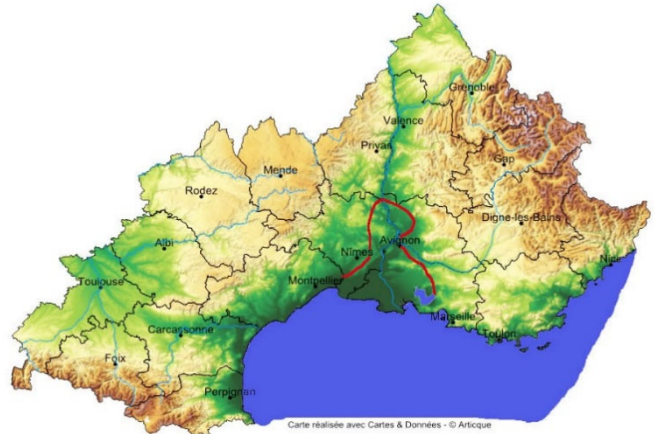 Grenoble
Valence
Privas
Gap
Mende
Rodez
Digne-les-Bains
Avignon
Albi
Nîmes
Nice
Montpellier
Toulouse
Marseille
Carcassonne
Toulon
Foix
Perpignan
Carte réalisée avec Cartes & Données - © Articque